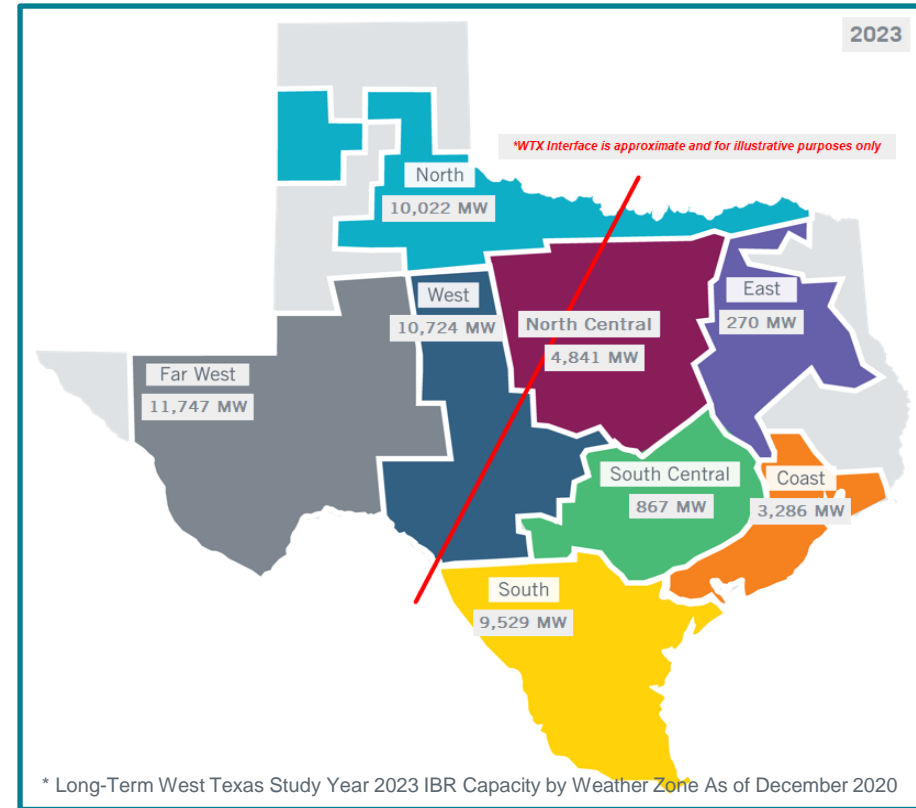 2023
*WTX Interface is approximate and for illustrative purposes only
North
10,022 MW
West
10,724 MW
East
270 MW
North Central
4,841 MW
Far West
11,747 MW
South Central
867 MW
Coast
3,286 MW
South
9,529 MW
* Long-Term West Texas Study Year 2023 IBR Capacity by Weather Zone As of December 2020